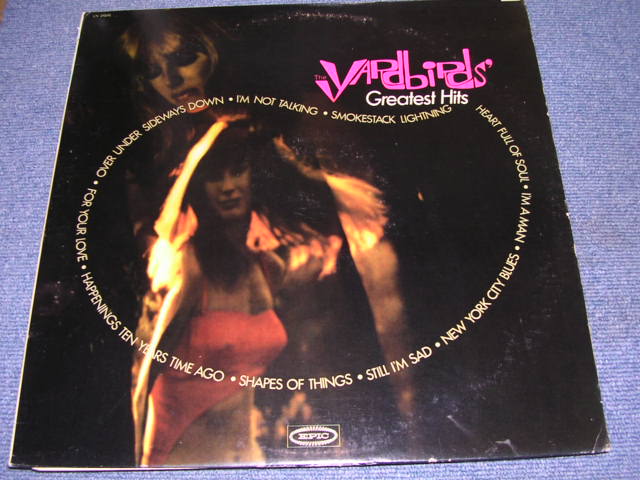 The YARDBIRDS'
Greatest Hits
OVER UNDER SIDEWAYS DOWN • I'M NOT TALKING • SMOKESTACK LIGHTNING
HEART FULL OF SOUL • I'M A MAN • NEW YORK CITY BLUES • STILL I'M SAD • SHAPES OF THINGS • HAPPENINGS TEN YEARS TIME AGO • FOR YOUR LOVE •
EPIC